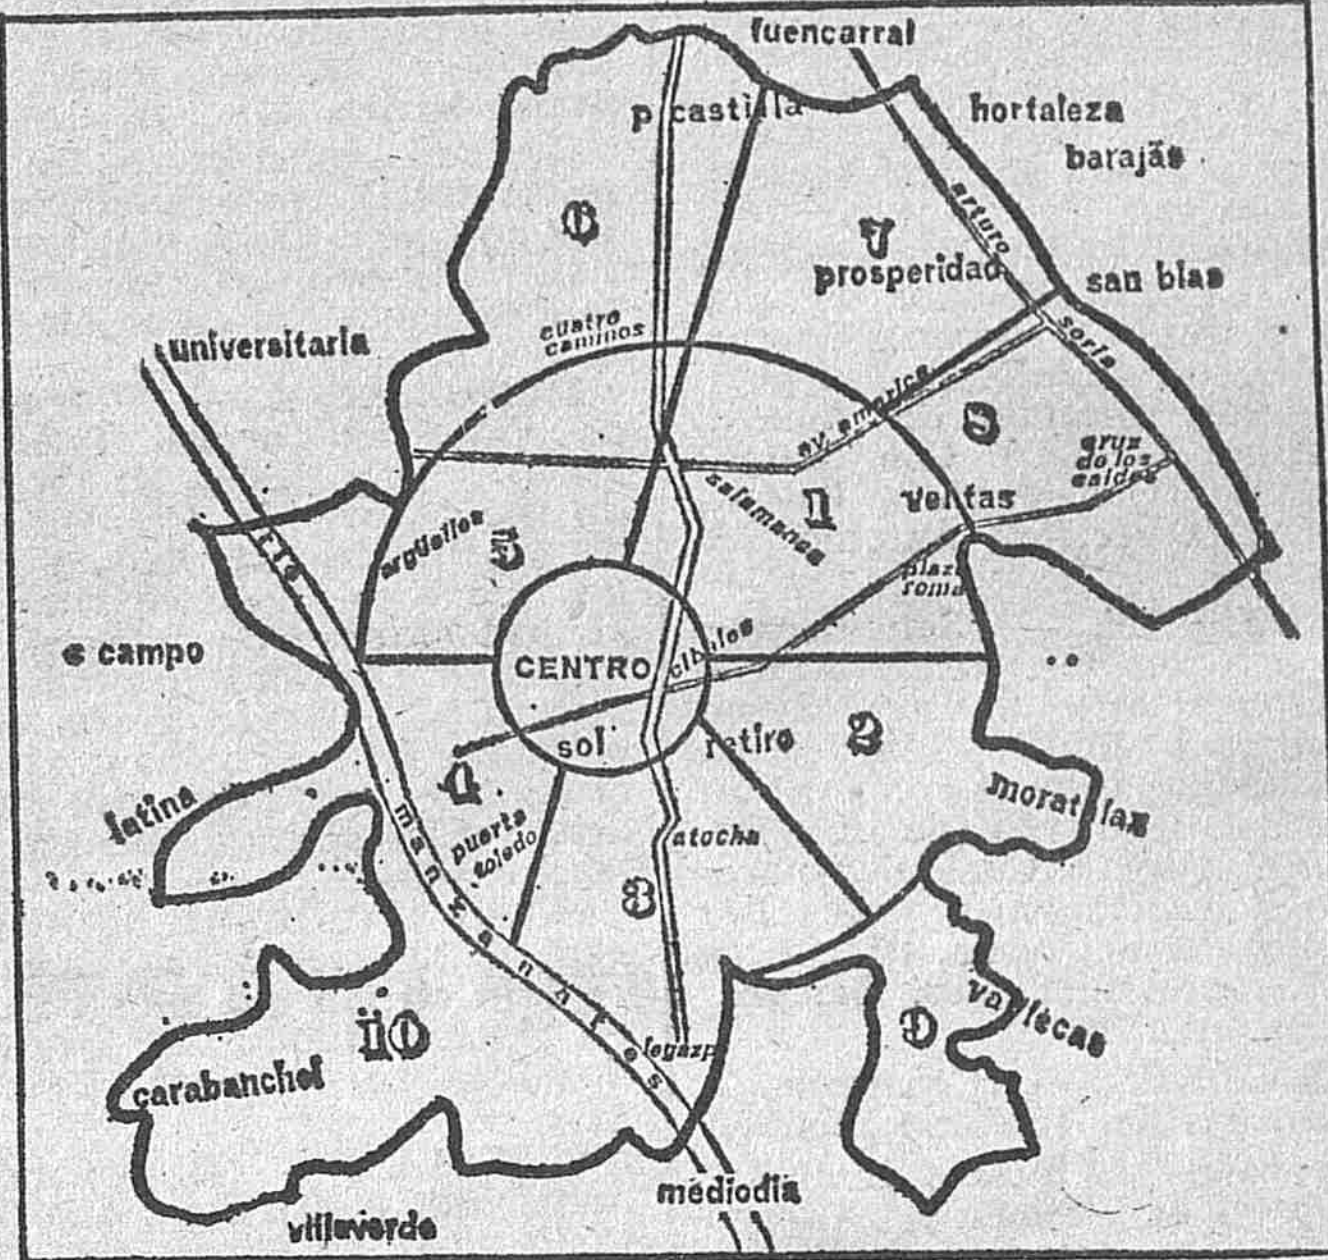 fuencarral
p castilla
hortaleza
barajas
6
7
arturo
prosperidad
san blas
universitaria
cuatro
caminos
soria
av. america
8
cruz
de los
caidos
salamanca
1
ventas
argüelles
5
rio
plaza
roma
c campo
CENTRO
cibeles
sol
retiro
2
4
latina
moratalaz
manzanares
puerta
toledo
atocha
3
vallecas
10
9
legazpi
carabanchel
mediodia
villaverde